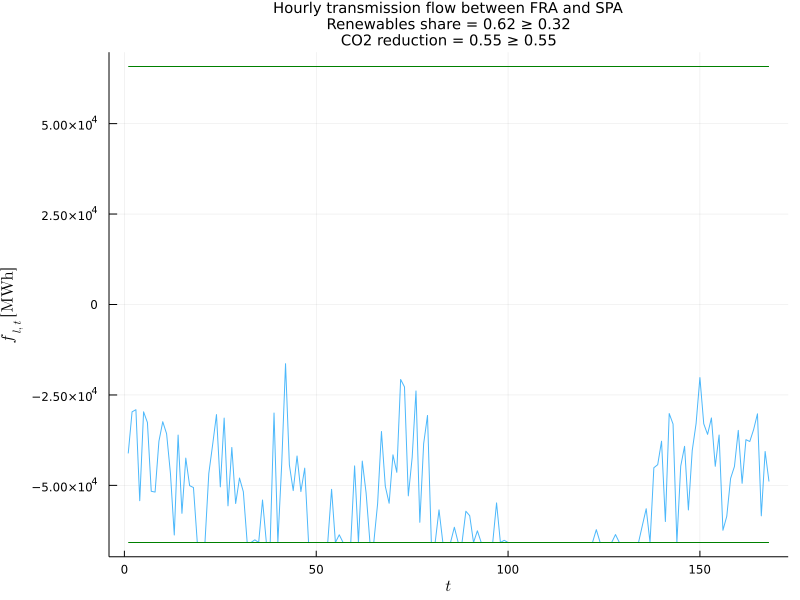 Hourly transmission flow between FRA and SPA
Renewables share = 0.62 ≥ 0.32
CO2 reduction = 0.55 ≥ 0.55
5.00×10⁴
2.50×10⁴
0
−2.50×10⁴
−5.00×10⁴
f_{l,t} [MWh]
0 50 100 150
t